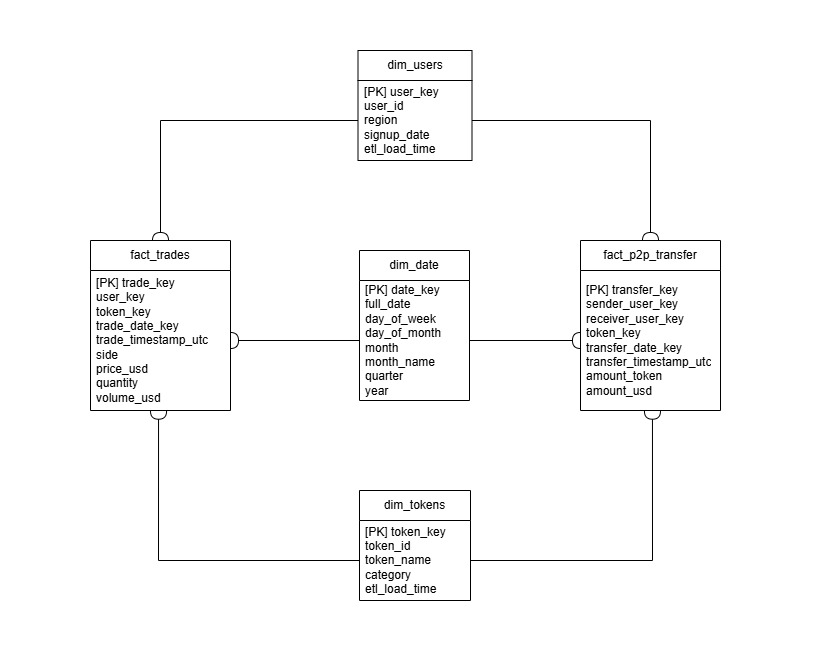 dim_users
[PK] user_key
user_id
region
signup_date
etl_load_time
fact_trades
[PK] trade_key
user_key
token_key
trade_date_key
trade_timestamp_utc
side
price_usd
quantity
volume_usd
dim_date
[PK] date_key
full_date
day_of_week
day_of_month
month
month_name
quarter
year
fact_p2p_transfer
[PK] transfer_key
sender_user_key
receiver_user_key
token_key
transfer_date_key
transfer_timestamp_utc
amount_token
amount_usd
dim_tokens
[PK] token_key
token_id
token_name
category
etl_load_time